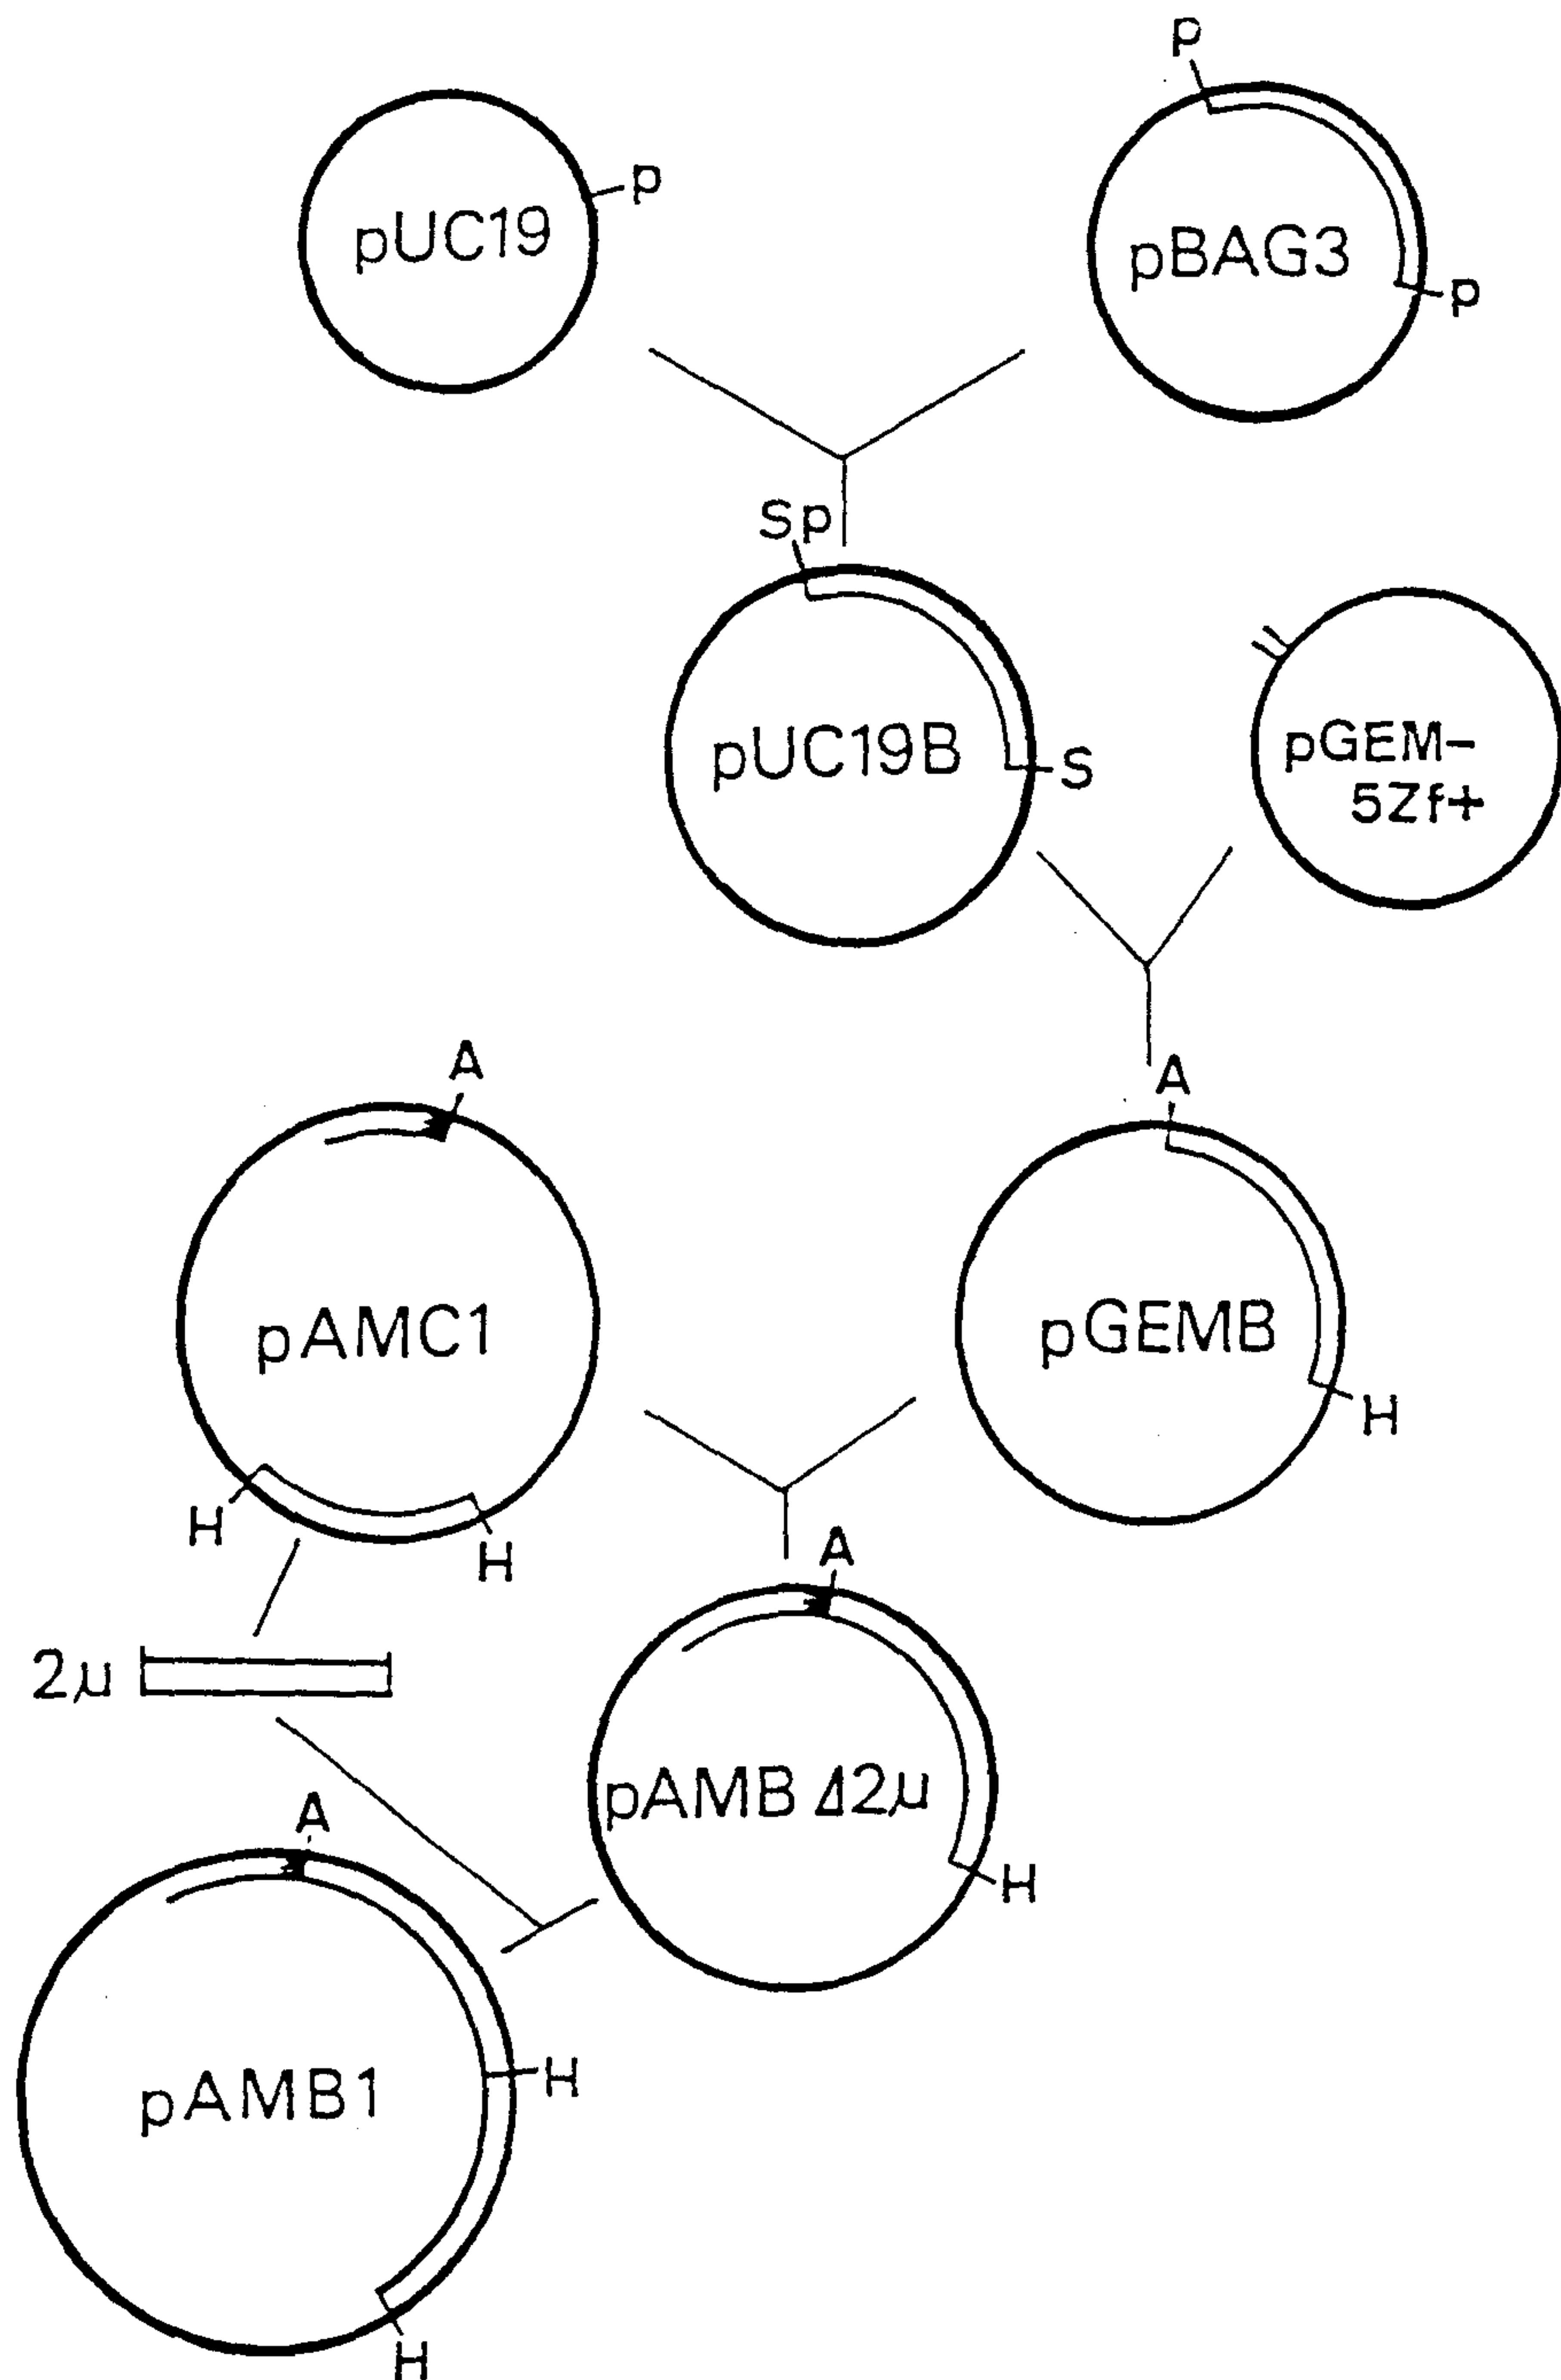 P
pUC19
P
pBAG3
P
Sp
pUC19B
S
pGEM-
5Zf+
A
A
pAMC1
pGEMB
H
H
H
A
2μ
pAMB Δ2μ
H
A
pAMB1
H
H